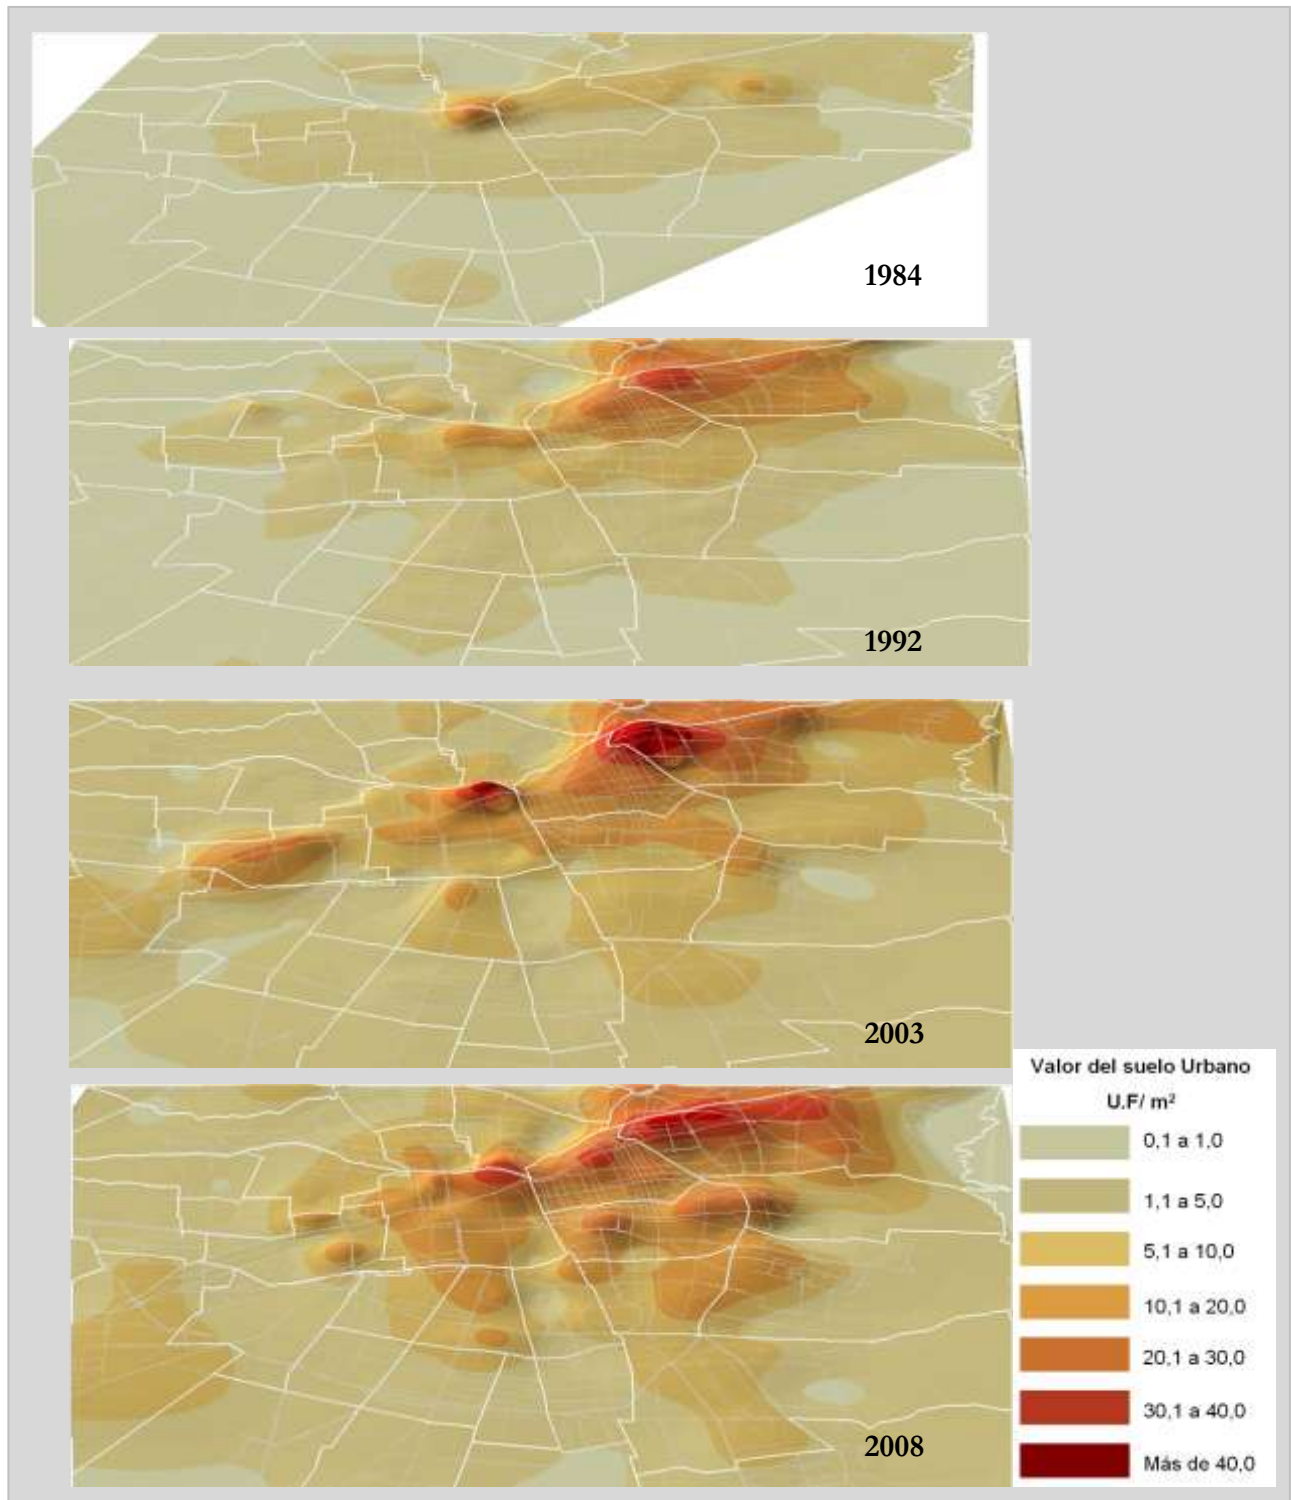 1984
1992
2003
2008
Valor del suelo Urbano
U.F/ m²
0,1 a 1,0
1,1 a 5,0
5,1 a 10,0
10,1 a 20,0
20,1 a 30,0
30,1 a 40,0
Más de 40,0